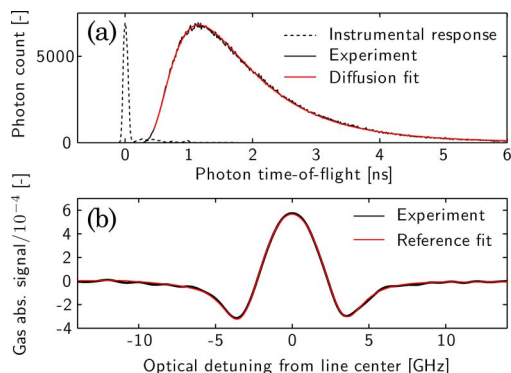 (a)
Instrumental response
Experiment
Diffusion fit
Photon count [-]
5000
0
0
1
2
3
4
5
6
Photon time-of-flight [ns]
(b)
Experiment
Reference fit
Gas abs. signal/10⁻⁴ [-]
6
4
2
0
-2
-4
-10
-5
0
5
10
Optical detuning from line center [GHz]